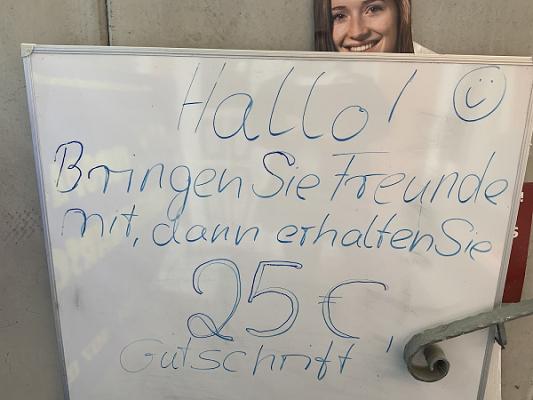 Hallo!
Bringen Sie Freunde
mit, dann erhalten Sie
25 €
Gutschrift!